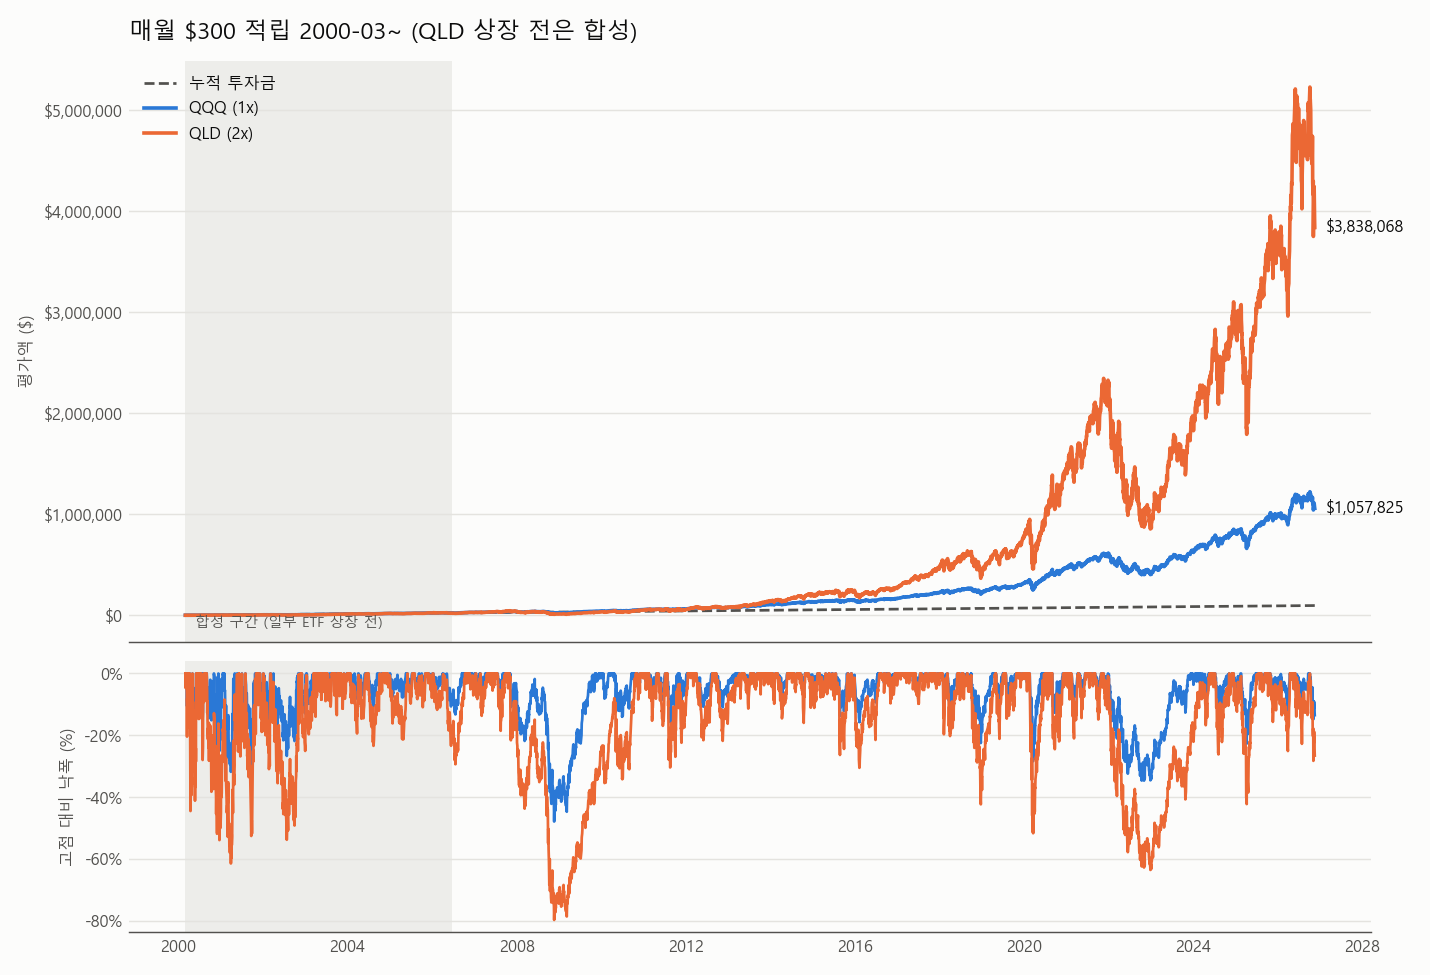 매월 $300 적립 2000-03~ (QLD 상장 전은 합성)
누적 투자금
QQQ (1x)
QLD (2x)
평가액 ($)
$5,000,000
$4,000,000
$3,000,000
$2,000,000
$1,000,000
$0
$3,838,068
$1,057,825
합성 구간 (일부 ETF 상장 전)
고점 대비 낙폭 (%)
0%
-20%
-40%
-60%
-80%
2000 2004 2008 2012 2016 2020 2024 2028